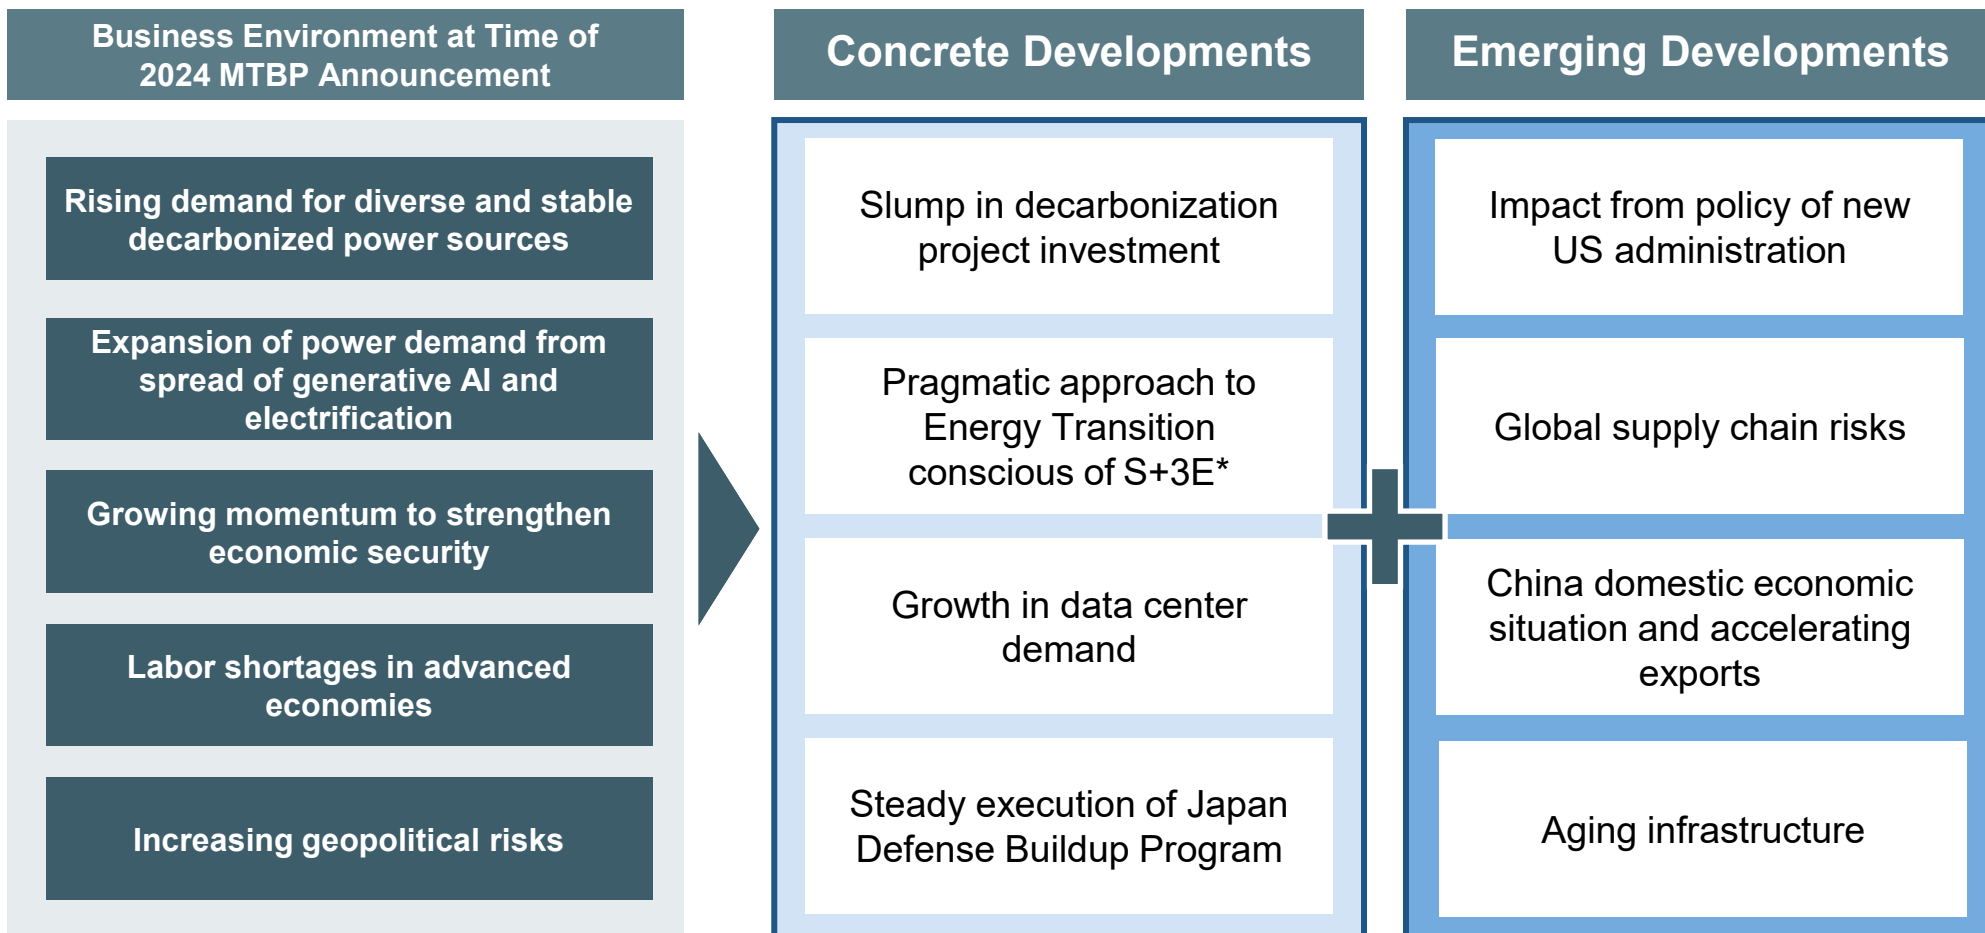 Business Environment at Time of
2024 MTBP Announcement
Rising demand for diverse and stable
decarbonized power sources
Expansion of power demand from
spread of generative AI and
electrification
Growing momentum to strengthen
economic security
Labor shortages in advanced
economies
Increasing geopolitical risks
Concrete Developments
Slump in decarbonization
project investment
Pragmatic approach to
Energy Transition
conscious of S+3E*
Growth in data center
demand
Steady execution of Japan
Defense Buildup Program
Emerging Developments
Impact from policy of new
US administration
Global supply chain risks
China domestic economic
situation and accelerating
exports
Aging infrastructure